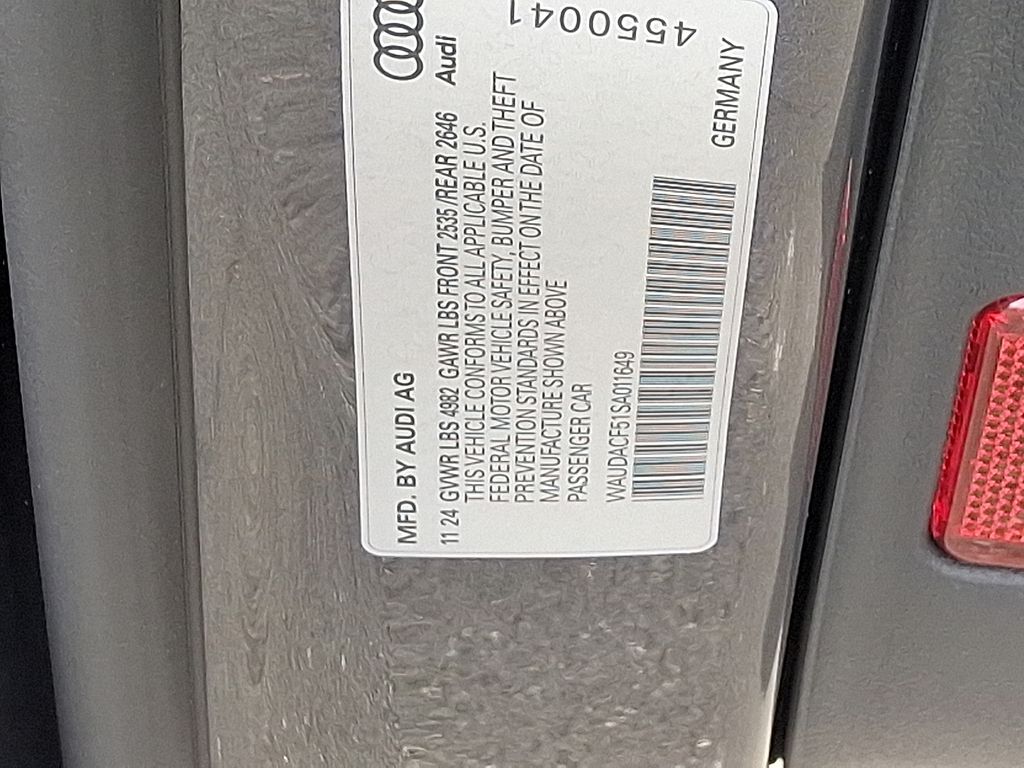 MFD. BY AUDI AG
11 24 GWWR LBS 4982 GAWR LBS FRONT 2535 /REAR 2646
THIS VEHICLE CONFORMS TO ALL APPLICABLE U.S.
FEDERAL MOTOR VEHICLE SAFETY, BUMPER AND THEFT
PREVENTION STANDARDS IN EFFECT ON THE DATE OF
MANUFACTURE SHOWN ABOVE
PASSENGER CAR
WAUDACF51SA01649
Audi
4550041
GERMANY